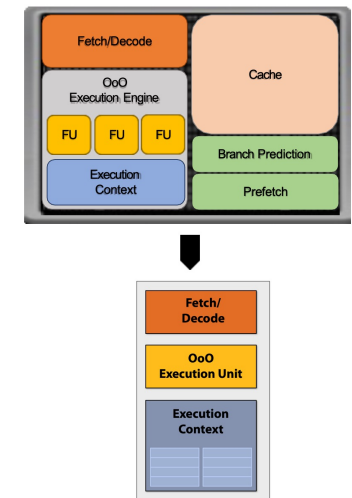 Fetch/Decode
OoO
Execution Engine
FU
FU
FU
Execution
Context
Cache
Branch Prediction
Prefetch
Fetch/
Decode
OoO
Execution Unit
Execution
Context